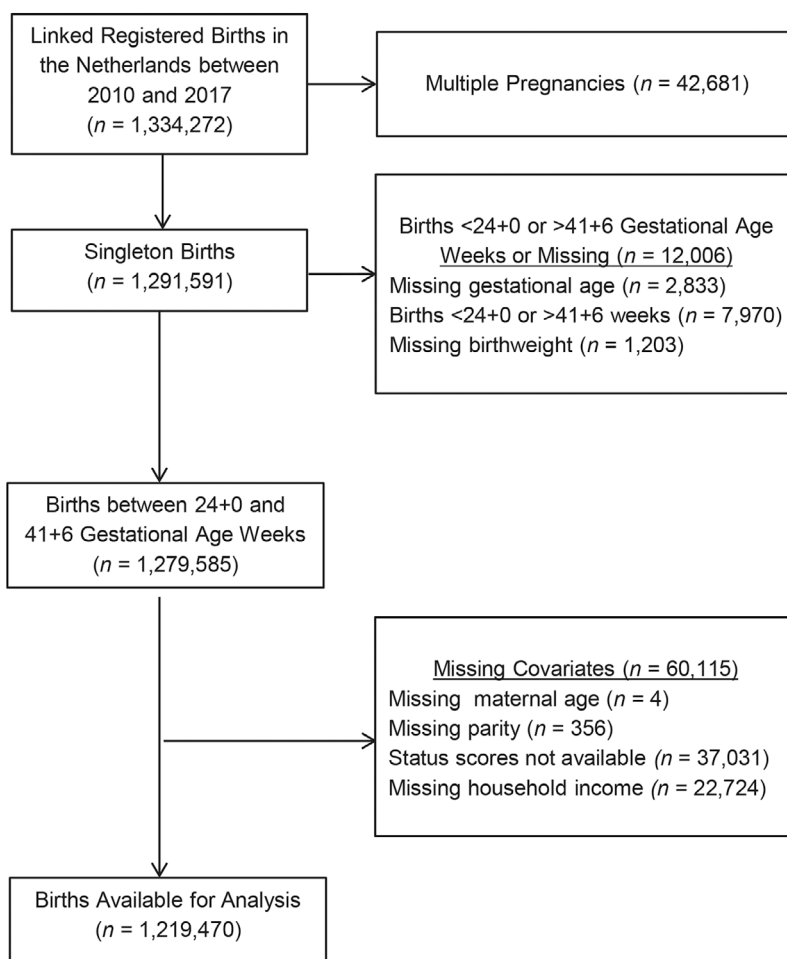 Linked Registered Births in
the Netherlands between
2010 and 2017
(n = 1,334,272)
Multiple Pregnancies (n = 42,681)
Singleton Births
(n = 1,291,591)
Births <24+0 or >41+6 Gestational Age
Weeks or Missing (n = 12,006)
Missing gestational age (n = 2,833)
Births <24+0 or >41+6 weeks (n = 7,970)
Missing birthweight (n = 1,203)
Births between 24+0 and
41+6 Gestational Age Weeks
(n = 1,279,585)
Missing Covariates (n = 60,115)
Missing maternal age (n = 4)
Missing parity (n = 356)
Status scores not available (n = 37,031)
Missing household income (n = 22,724)
Births Available for Analysis
(n = 1,219,470)